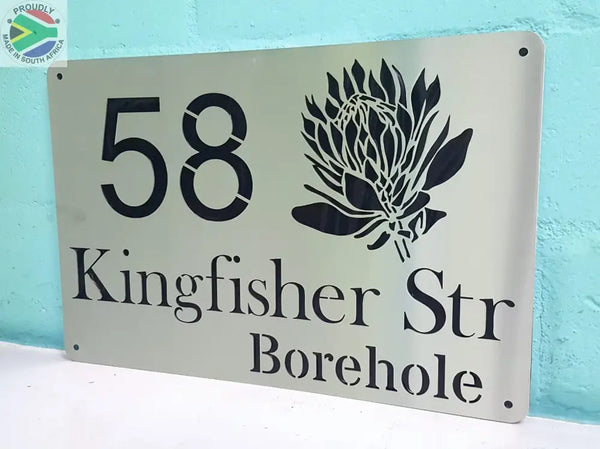 PROUDLY
MADE IN SOUTH AFRICA
58
Kingfisher Str
Borehole